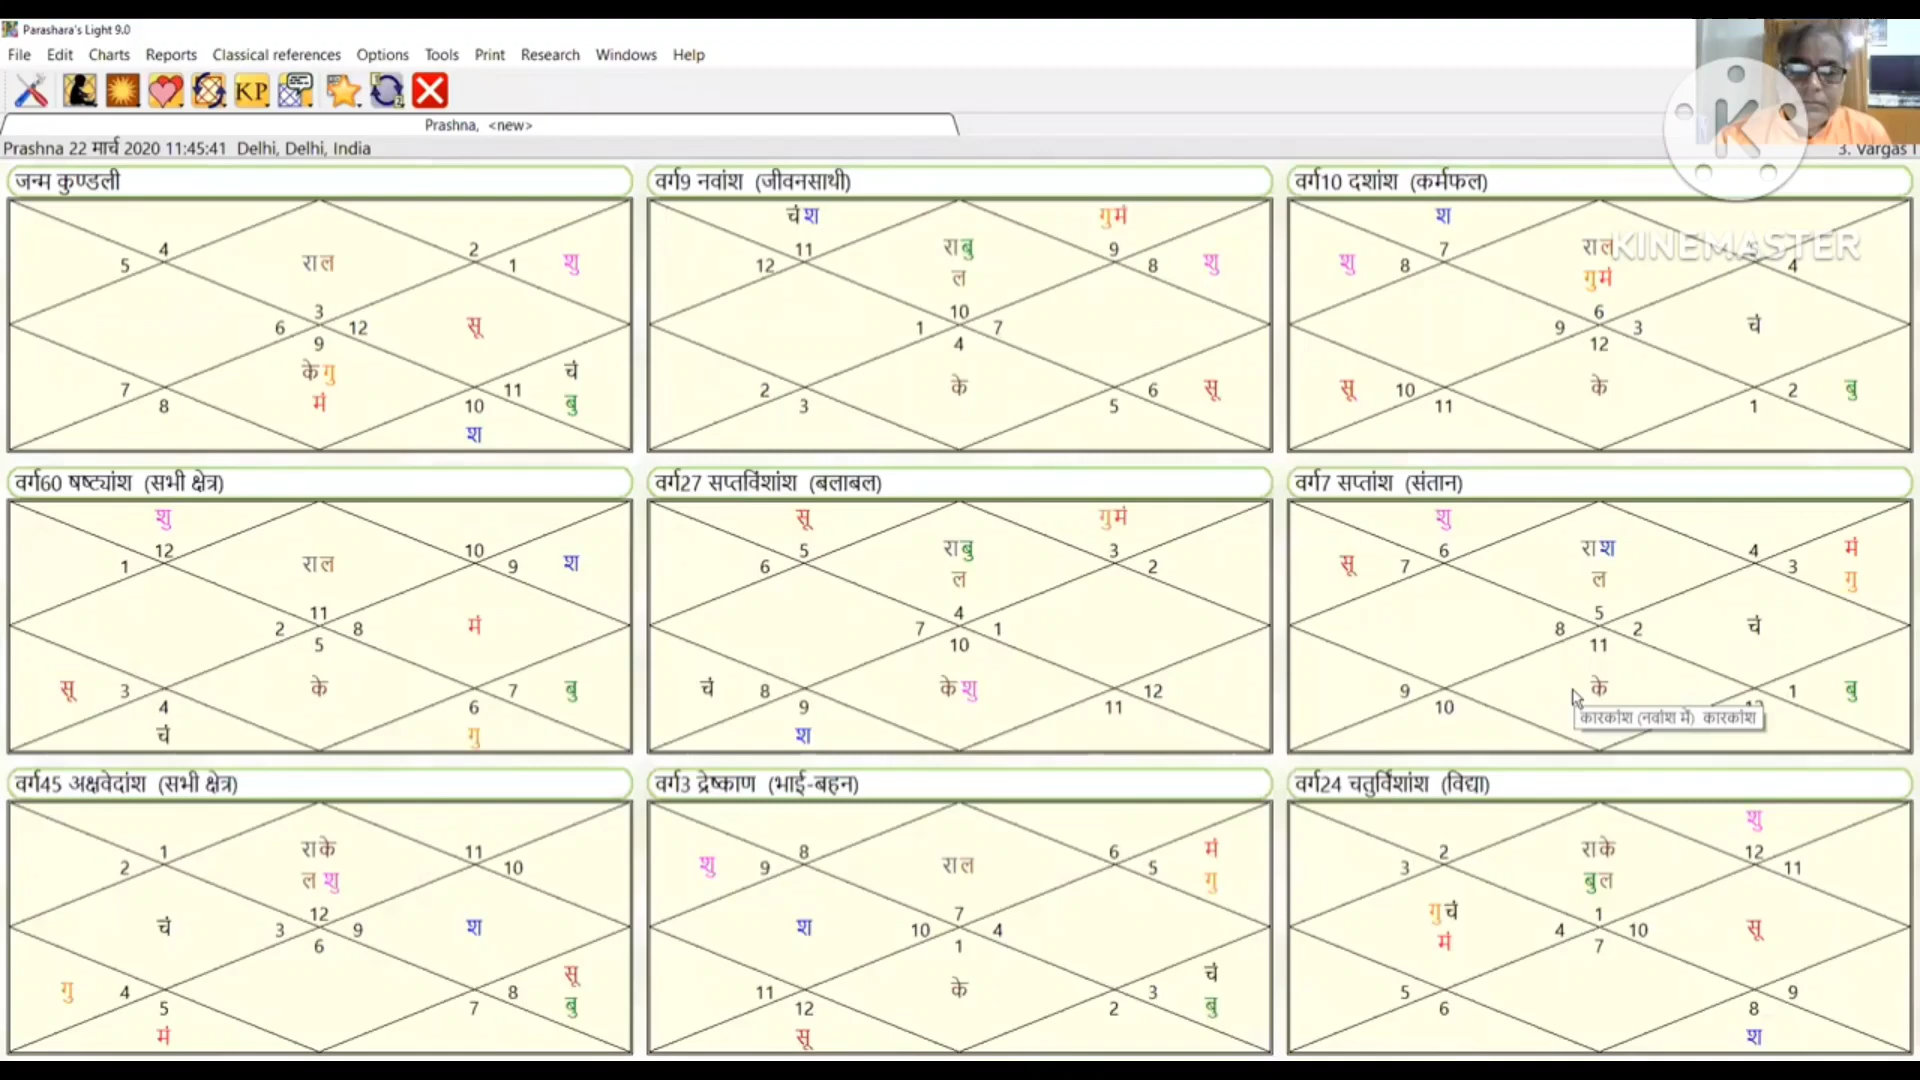 Parashara's Light 9.0
File Edit Charts Reports Classical references Options Tools Print Research Windows Help
KP
Prashna, <new>
Prashna 22 मार्च 2020 11:45:41 Delhi, Delhi, India
3. Vargas I
K
KINEMASTER
जन्म कुण्डली
4 2
5 राल 1 शु
3
6 12 सू
9
केगु चं
7 मं 11 बु
8 10
श
वर्ग9 नवांश (जीवनसाथी)
चंश गुमं
11 राबु 9
12 ल 8 शु
10
1 7
4
2 के 6 सू
3 5
वर्ग10 दशांश (कर्मफल)
श
7 राल
शु 8 गुमं 4
6
9 3 चं
12
सू 10 के 2 बु
11 1
वर्ग60 षष्ट्यांश (सभी क्षेत्र)
शु
12 10
1 राल 9 श
11
2 8 मं
5
सू 3 के 7 बु
4 6
चं गु
वर्ग27 सप्तविंशांश (बलाबल)
सू गुमं
5 राबु 3
6 ल 2
4
7 1
10
चं 8 केशु 12
9 11
श
वर्ग7 सप्तांश (संतान)
शु
6 राश 4 मं
सू 7 ल 3 गु
5
8 2 चं
11
9 के 1 बु
10
कारकांश (नवांश में) कारकांश
वर्ग45 अक्षवेदांश (सभी क्षेत्र)
1 राके 11
2 लशु 10
12
चं 3 9 श
6
गु 4 8 सू
5 7 बु
मं
वर्ग3 द्रेष्काण (भाई-बहन)
8 6 मं
शु 9 राल 5 गु
7
श 10 4
1
11 के 3 चं
12 2 बु
सू
वर्ग24 चतुर्विंशांश (विद्या)
शु
2 राके 12
3 बुल 11
गुचं 1
मं 4 10 सू
7
5 9
6 8
श